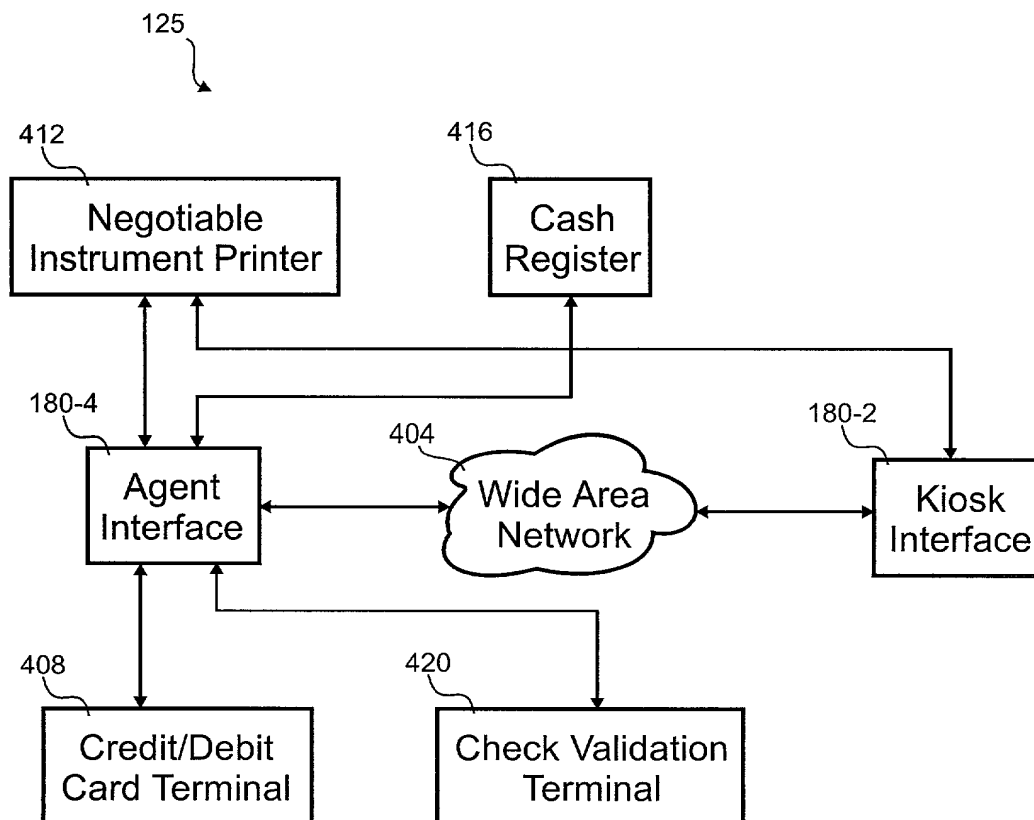 125
412
416
Negotiable
Instrument Printer
Cash
Register
180-4
404
180-2
Agent
Interface
Wide Area
Network
Kiosk
Interface
408
420
Credit/Debit
Card Terminal
Check Validation
Terminal